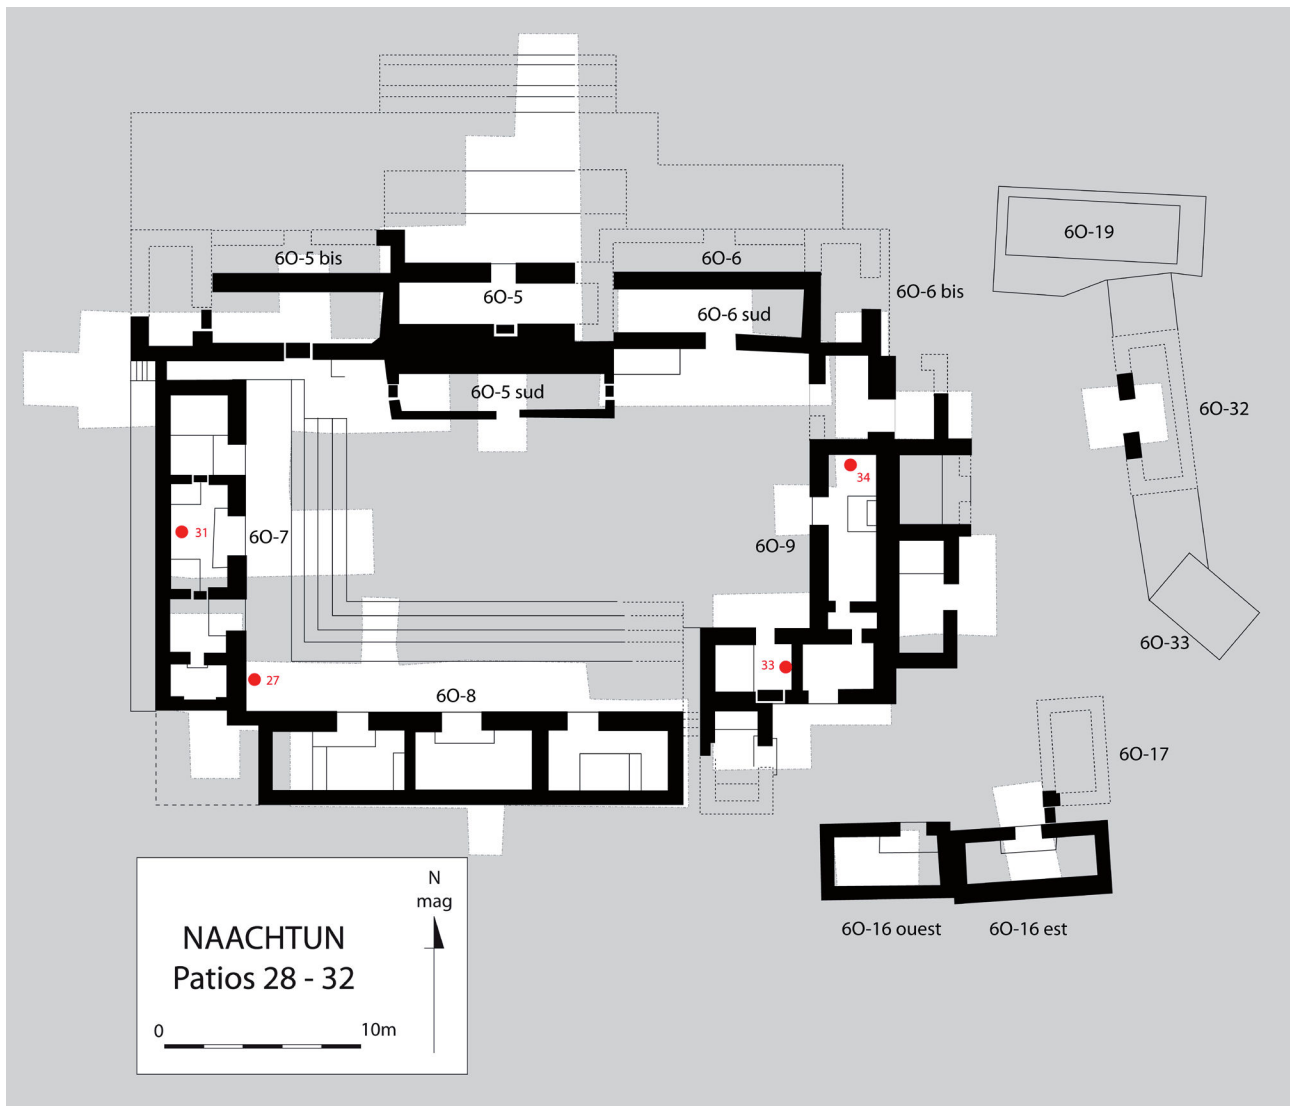 6O-19
6O-5 bis
6O-6
6O-5
6O-6 bis
6O-6 sud
6O-5 sud
6O-32
34
31
6O-7
6O-9
6O-33
33
27
6O-8
6O-17
N
mag
NAACHTUN
Patios 28 - 32
0
10m
6O-16 ouest
6O-16 est